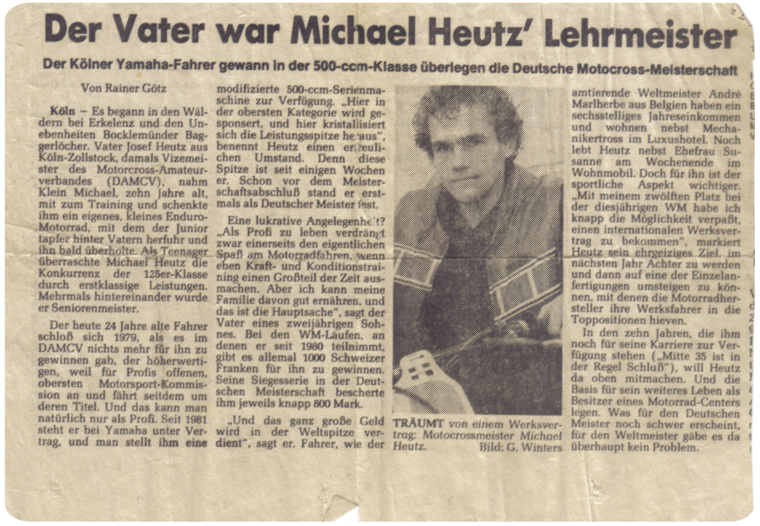 Der Vater war Michael Heutz' Lehrmeister
Der Kölner Yamaha-Fahrer gewann in der 500-ccm-Klasse überlegen die Deutsche Motocross-Meisterschaft
Von Rainer Götz
Köln – Es begann in den Wäl-
dern bei Erkelenz und den Un-
ebenheiten Bocklemünder Bag-
gerlöcher. Vater Josef Heutz aus
Köln-Zollstock, damals Vizemei-
ster des Motorcross-Amateur-
verbandes (DAMCV), nahm
Klein Michael, zehn Jahre alt,
mit zum Training und schenkte
ihm ein eigenes, kleines Enduro-
Motorrad, mit dem der Junior
tapfer hinter Vatern herfuhr und
ihn bald überholte. Als Teenager
überraschte Michael Heutz die
Konkurrenz der 125er-Klasse
durch erstklassige Leistungen.
Mehrmals hintereinander wurde
er Seniorenmeister.
Der heute 24 Jahre alte Fahrer
schloß sich 1979, als es im
DAMCV nichts mehr für ihn zu
gewinnen gab, der höherwerti-
gen, weil für Profis offenen,
obersten Motorsport-Kommis-
sion an und fährt seitdem um
deren Titel. Und das kann man
natürlich nur als Profi. Seit 1981
steht er bei Yamaha unter Ver-
trag, und man stellt ihm eine
modifizierte 500-ccm-Serienma-
schine zur Verfügung. „Hier in
der obersten Kategorie wird ge-
sponsert, und hier kristallisiert
sich die Leistungsspitze heraus",
benennt Heutz einen erfreuli-
chen Umstand. Denn diese
Spitze ist seit einigen Wochen
er. Schon vor dem Meister-
schaftsabschluß stand er erst-
mals als Deutscher Meister fest.
Eine lukrative Angelegenheit?
„Als Profi zu leben verdrängt
zwar einerseits den eigentlichen
Spaß am Motorradfahren, wenn
eben Kraft- und Konditionstrai-
ning einen Großteil der Zeit aus-
machen. Aber ich kann meine
Familie davon gut ernähren, und
das ist die Hauptsache", sagt der
Vater eines zweijährigen Soh-
nes. Bei den WM-Läufen, an
denen er seit 1980 teilnimmt,
gibt es allemal 1000 Schweizer
Franken für ihn zu gewinnen.
Seine Siegesserie in der Deut-
schen Meisterschaft bescherte
ihm jeweils knapp 800 Mark.
„Und das ganz große Geld
wird in der Weltspitze ver-
dient", sagt er. Fahrer, wie der
TRÄUMT von einem Werksver-
trag: Motocrossmeister Michael
Heutz. Bild: G. Winters
amtierende Weltmeister André
Marlherbe aus Belgien haben ein
sechsstelliges Jahreseinkommen
und wohnen nebst Mecha-
nikertross im Luxushotel. Noch
lebt Heutz nebst Ehefrau Su-
sanne am Wochenende im
Wohnmobil. Doch für ihn ist der
sportliche Aspekt wichtiger.
„Mit meinem zwölften Platz bei
der diesjährigen WM habe ich
knapp die Möglichkeit verpaßt,
einen internationalen Werksver-
trag zu bekommen", markiert
Heutz sein ehrgeiziges Ziel, im
nächsten Jahr Achter zu werden
und dann auf eine der Einzelan-
fertigungen umsteigen zu kön-
nen, mit denen die Motorradher-
steller ihre Werksfahrer in die
Toppositionen hieven.
In den zehn Jahren, die ihm
noch für seine Karriere zur Ver-
fügung stehen („Mitte 35 ist in
der Regel Schluß"), will Heutz
da oben mitmachen. Und die
Basis für sein weiteres Leben als
Besitzer eines Motorrad-Centers
legen. Was für den Deutschen
Meister noch schwer erscheint,
für den Weltmeister gäbe es da
überhaupt kein Problem.